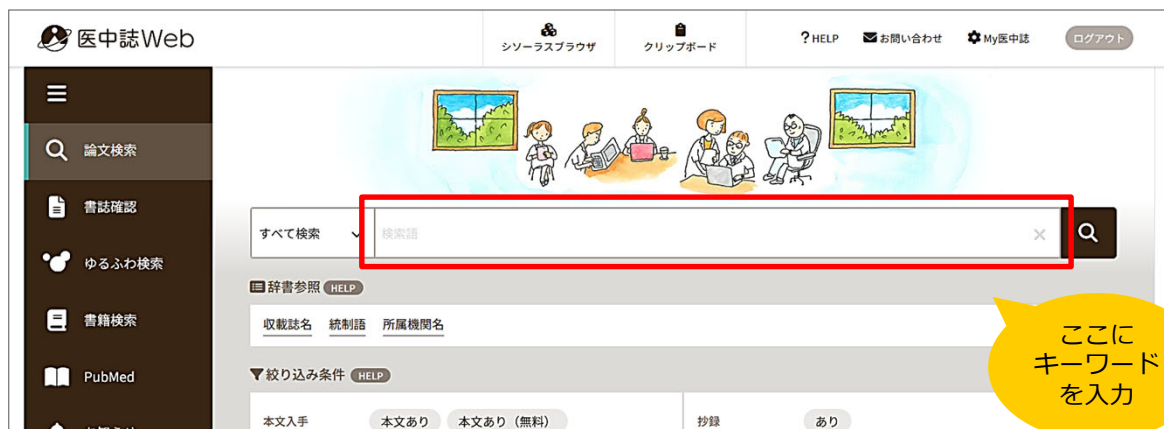 医中誌Web
シソーラスブラウザ
クリップボード
?HELP
お問い合わせ
My医中誌
ログアウト
論文検索
書誌確認
ゆるふわ検索
書籍検索
PubMed
すべて検索
検索語
辞書参照 HELP
収載誌名 統制語 所属機関名
絞り込み条件 HELP
本文入手 本文あり 本文あり（無料）
抄録 あり
ここに
キーワード
を入力